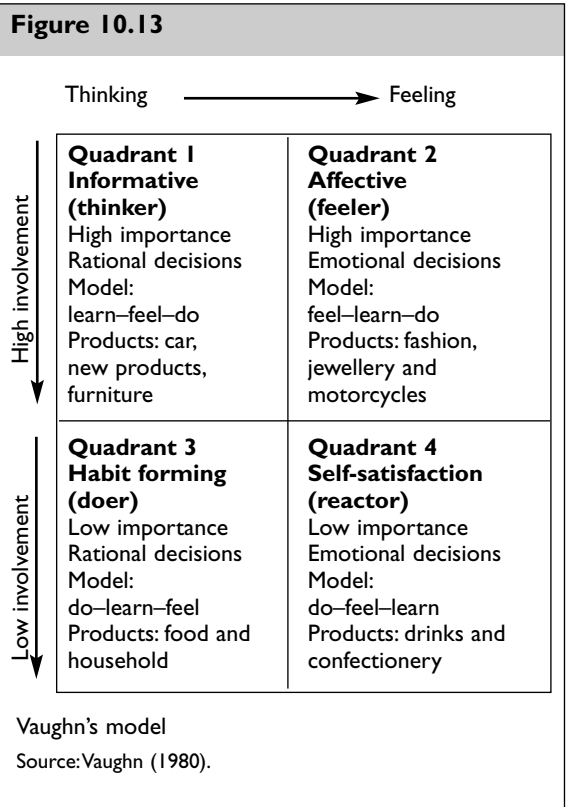 Figure 10.13
Thinking
Feeling
High involvement
Quadrant 1
Informative
(thinker)
High importance
Rational decisions
Model:
learn–feel–do
Products: car,
new products,
furniture
Quadrant 2
Affective
(feeler)
High importance
Emotional decisions
Model:
feel–learn–do
Products: fashion,
jewellery and
motorcycles
Low involvement
Quadrant 3
Habit forming
(doer)
Low importance
Rational decisions
Model:
do–learn–feel
Products: food and
household
Quadrant 4
Self-satisfaction
(reactor)
Low importance
Emotional decisions
Model:
do–feel–learn
Products: drinks and
confectionery
Vaughn’s model
Source: Vaughn (1980).